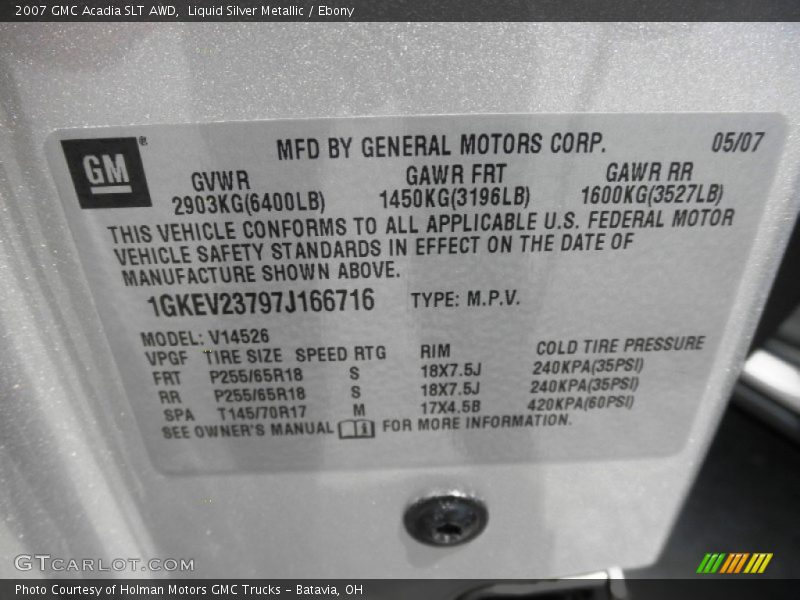 2007 GMC Acadia SLT AWD, Liquid Silver Metallic / Ebony
GM®
MFD BY GENERAL MOTORS CORP. 05/07
GVWR GAWR FRT GAWR RR
2903KG(6400LB) 1450KG(3196LB) 1600KG(3527LB)
THIS VEHICLE CONFORMS TO ALL APPLICABLE U.S. FEDERAL MOTOR
VEHICLE SAFETY STANDARDS IN EFFECT ON THE DATE OF
MANUFACTURE SHOWN ABOVE.
1GKEV23797J166716 TYPE: M.P.V.
MODEL: V14526
VPGF TIRE SIZE SPEED RTG RIM COLD TIRE PRESSURE
FRT P255/65R18 S 18X7.5J 240KPA(35PSI)
RR P255/65R18 S 18X7.5J 240KPA(35PSI)
SPA T145/70R17 M 17X4.5B 420KPA(60PSI)
SEE OWNER'S MANUAL FOR MORE INFORMATION.
GTCARLOT.COM
Photo Courtesy of Holman Motors GMC Trucks - Batavia, OH